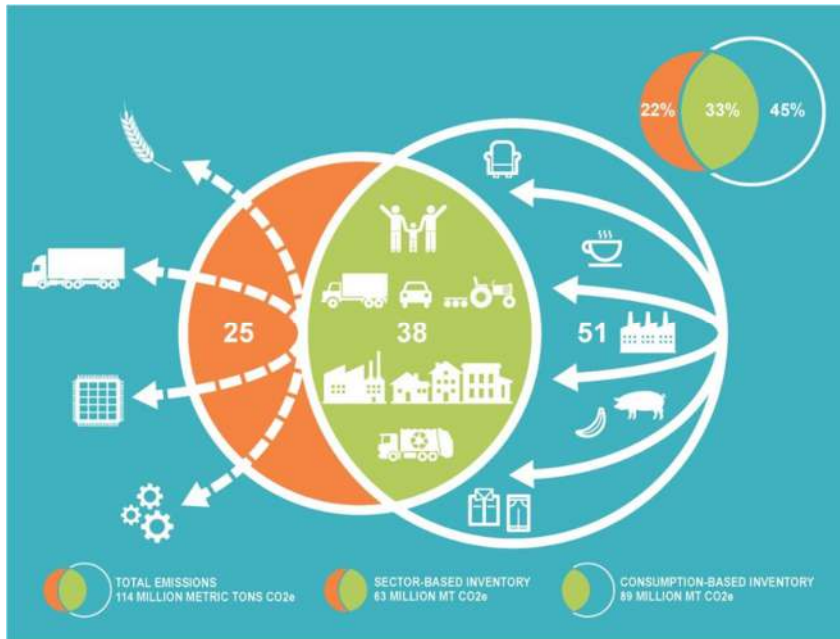 22% 33% 45%
25 38 51
TOTAL EMISSIONS
114 MILLION METRIC TONS CO2e
SECTOR-BASED INVENTORY
63 MILLION MT CO2e
CONSUMPTION-BASED INVENTORY
89 MILLION MT CO2e